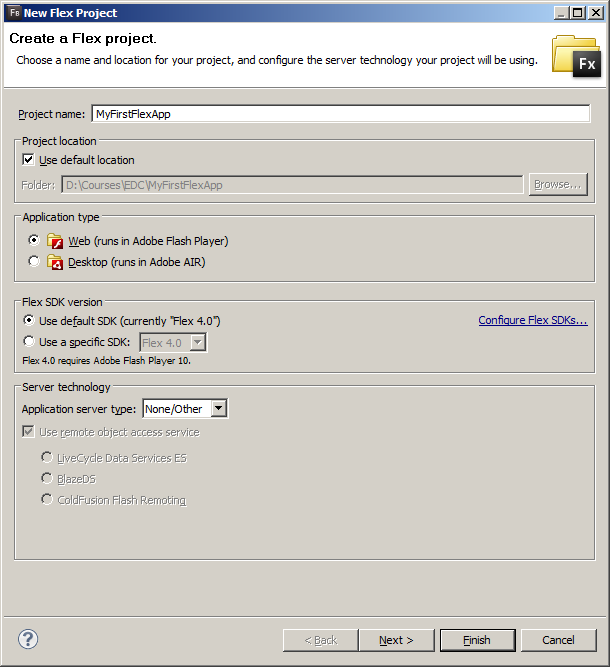 FB New Flex Project
Create a Flex project.
Choose a name and location for your project, and configure the server technology your project will be using.
Fx
Project name: MyFirstFlexApp
Project location
Use default location
Folder: D:\Courses\EDC\MyFirstFlexApp Browse...
Application type
Web (runs in Adobe Flash Player)
Desktop (runs in Adobe AIR)
Flex SDK version
Use default SDK (currently "Flex 4.0") Configure Flex SDKs...
Use a specific SDK: Flex 4.0
Flex 4.0 requires Adobe Flash Player 10.
Server technology
Application server type: None/Other
Use remote object access service
LiveCycle Data Services ES
BlazeDS
ColdFusion Flash Remoting
? < Back Next > Finish Cancel